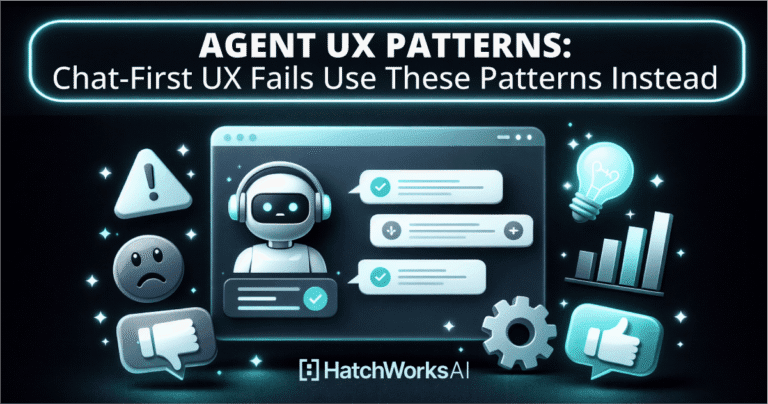 AGENT UX PATTERNS:
Chat-First UX Fails Use These Patterns Instead
HatchWorksAI